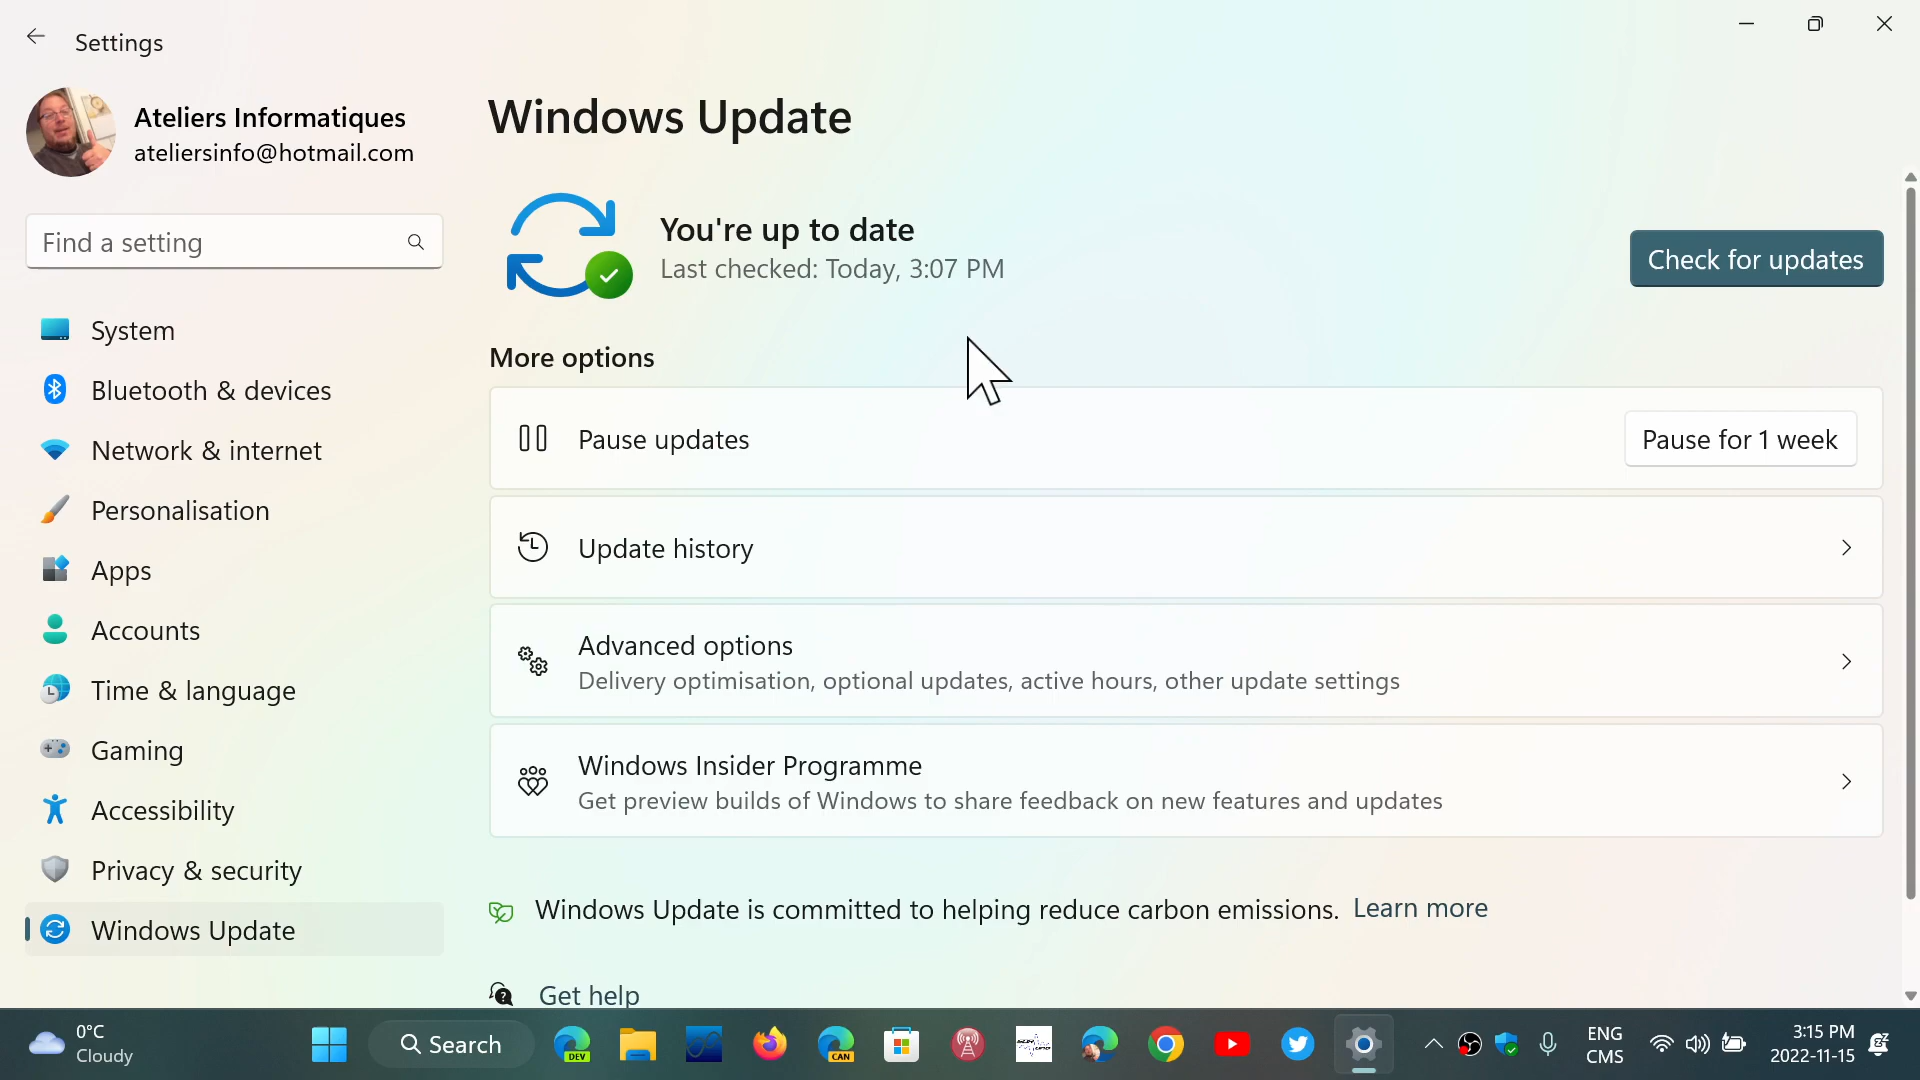 Settings
Ateliers Informatiques
ateliersinfo@hotmail.com
Find a setting
System
Bluetooth & devices
Network & internet
Personalisation
Apps
Accounts
Time & language
Gaming
Accessibility
Privacy & security
Windows Update
Windows Update
You're up to date
Last checked: Today, 3:07 PM
Check for updates
More options
Pause updates
Pause for 1 week
Update history
Advanced options
Delivery optimisation, optional updates, active hours, other update settings
Windows Insider Programme
Get preview builds of Windows to share feedback on new features and updates
Windows Update is committed to helping reduce carbon emissions. Learn more
Get help
0°C
Cloudy
Search
DEV
CAN
ENG
CMS
3:15 PM
2022-11-15